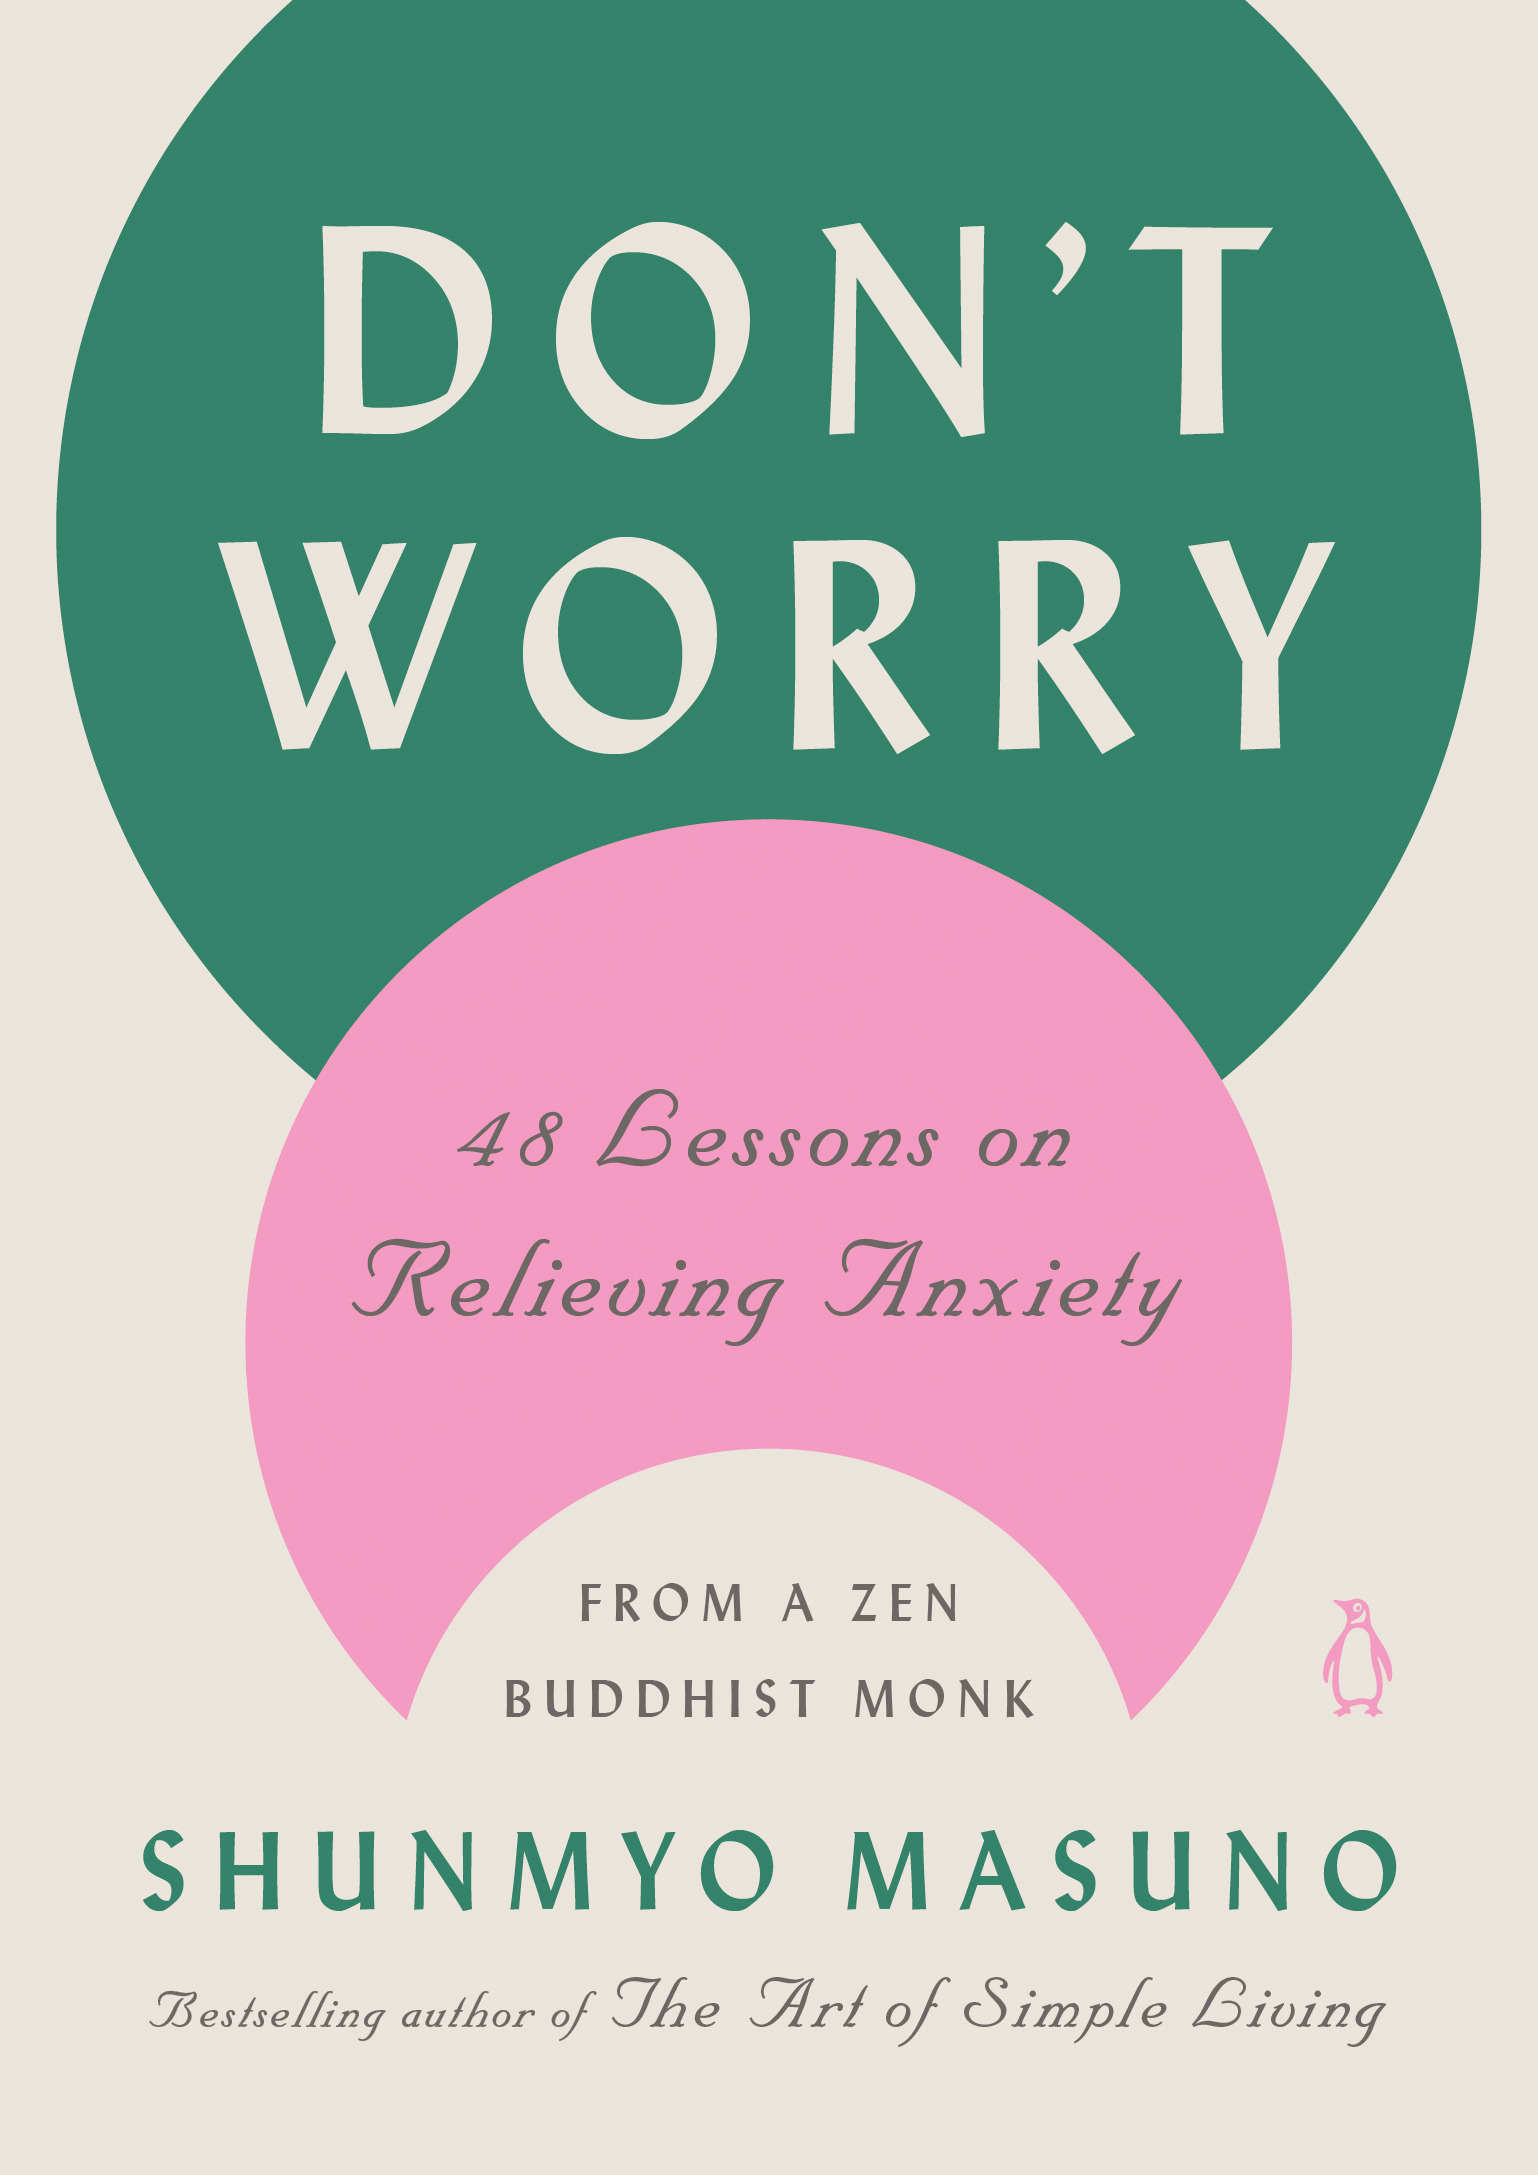 DON’T
WORRY
48 Lessons on
Relieving Anxiety
FROM A ZEN
BUDDHIST MONK
SHUNMYO MASUNO
Bestselling author of The Art of Simple Living